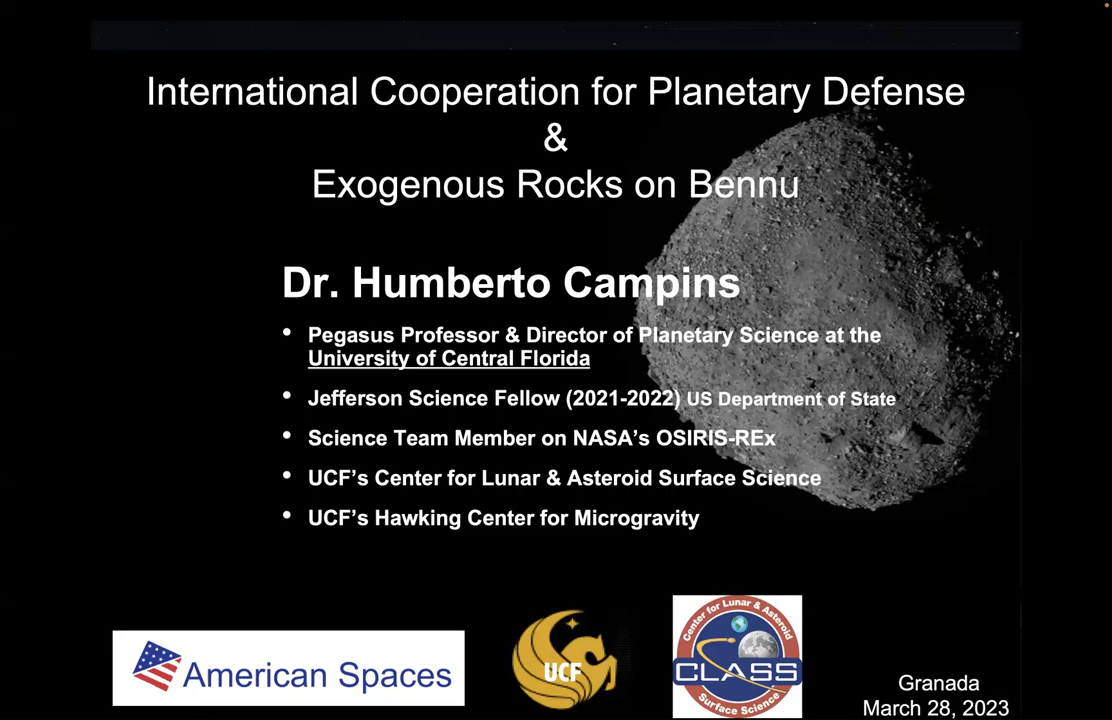 International Cooperation for Planetary Defense
&
Exogenous Rocks on Bennu
Dr. Humberto Campins
• Pegasus Professor & Director of Planetary Science at the
University of Central Florida
• Jefferson Science Fellow (2021-2022) US Department of State
• Science Team Member on NASA’s OSIRIS-REx
• UCF’s Center for Lunar & Asteroid Surface Science
• UCF’s Hawking Center for Microgravity
American Spaces
UCF
Center for Lunar & Asteroid
CLASS
Surface Science
Granada
March 28, 2023